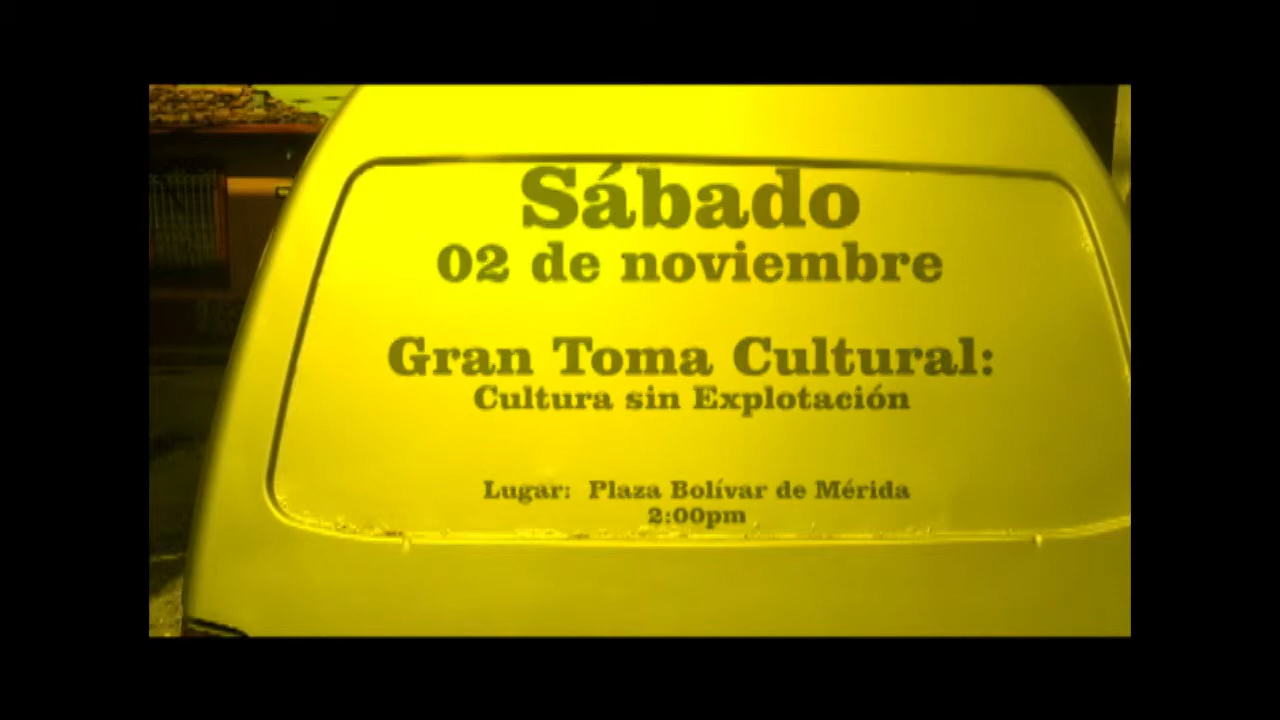 Sábado
02 de noviembre
Gran Toma Cultural:
Cultura sin Explotación
Lugar: Plaza Bolívar de Mérida
2:00pm